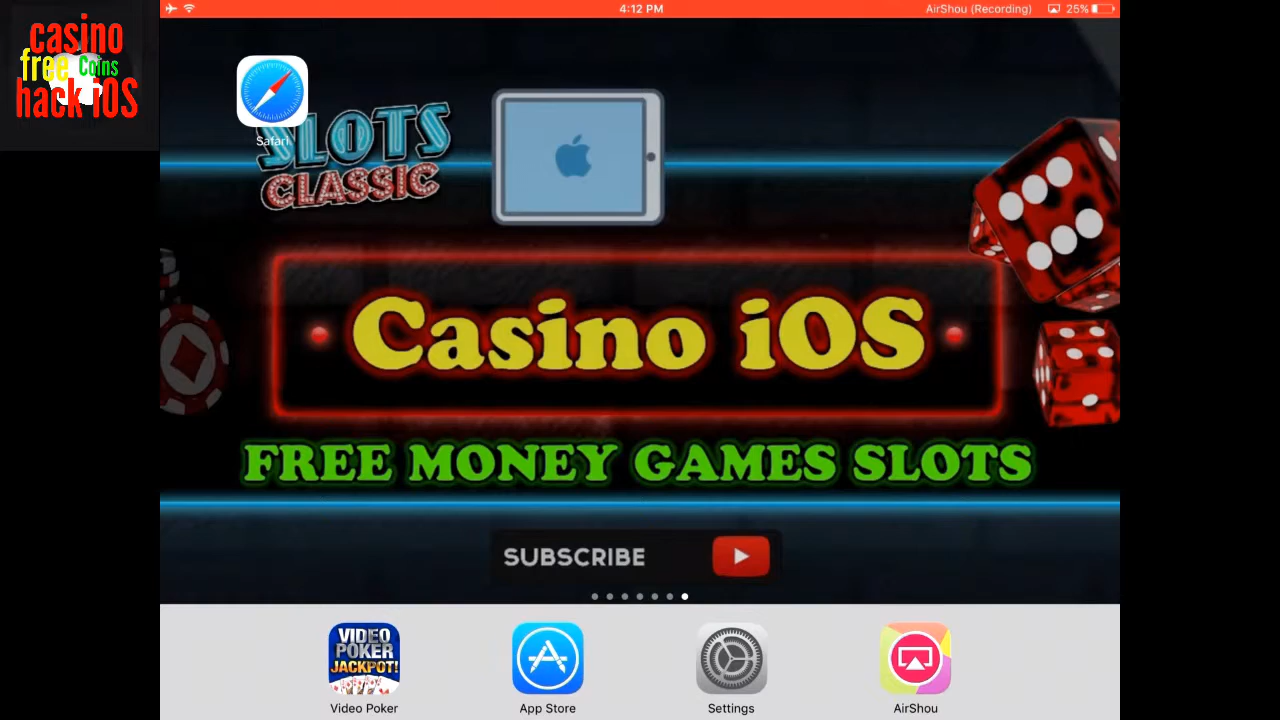 casino
free Coins
hack iOS
4:12 PM
AirShou (Recording)
25%
Safari
SLOTS
CLASSIC
Casino iOS
FREE MONEY GAMES SLOTS
SUBSCRIBE
VIDEO
POKER
JACKPOT!
Video Poker
App Store
Settings
AirShou